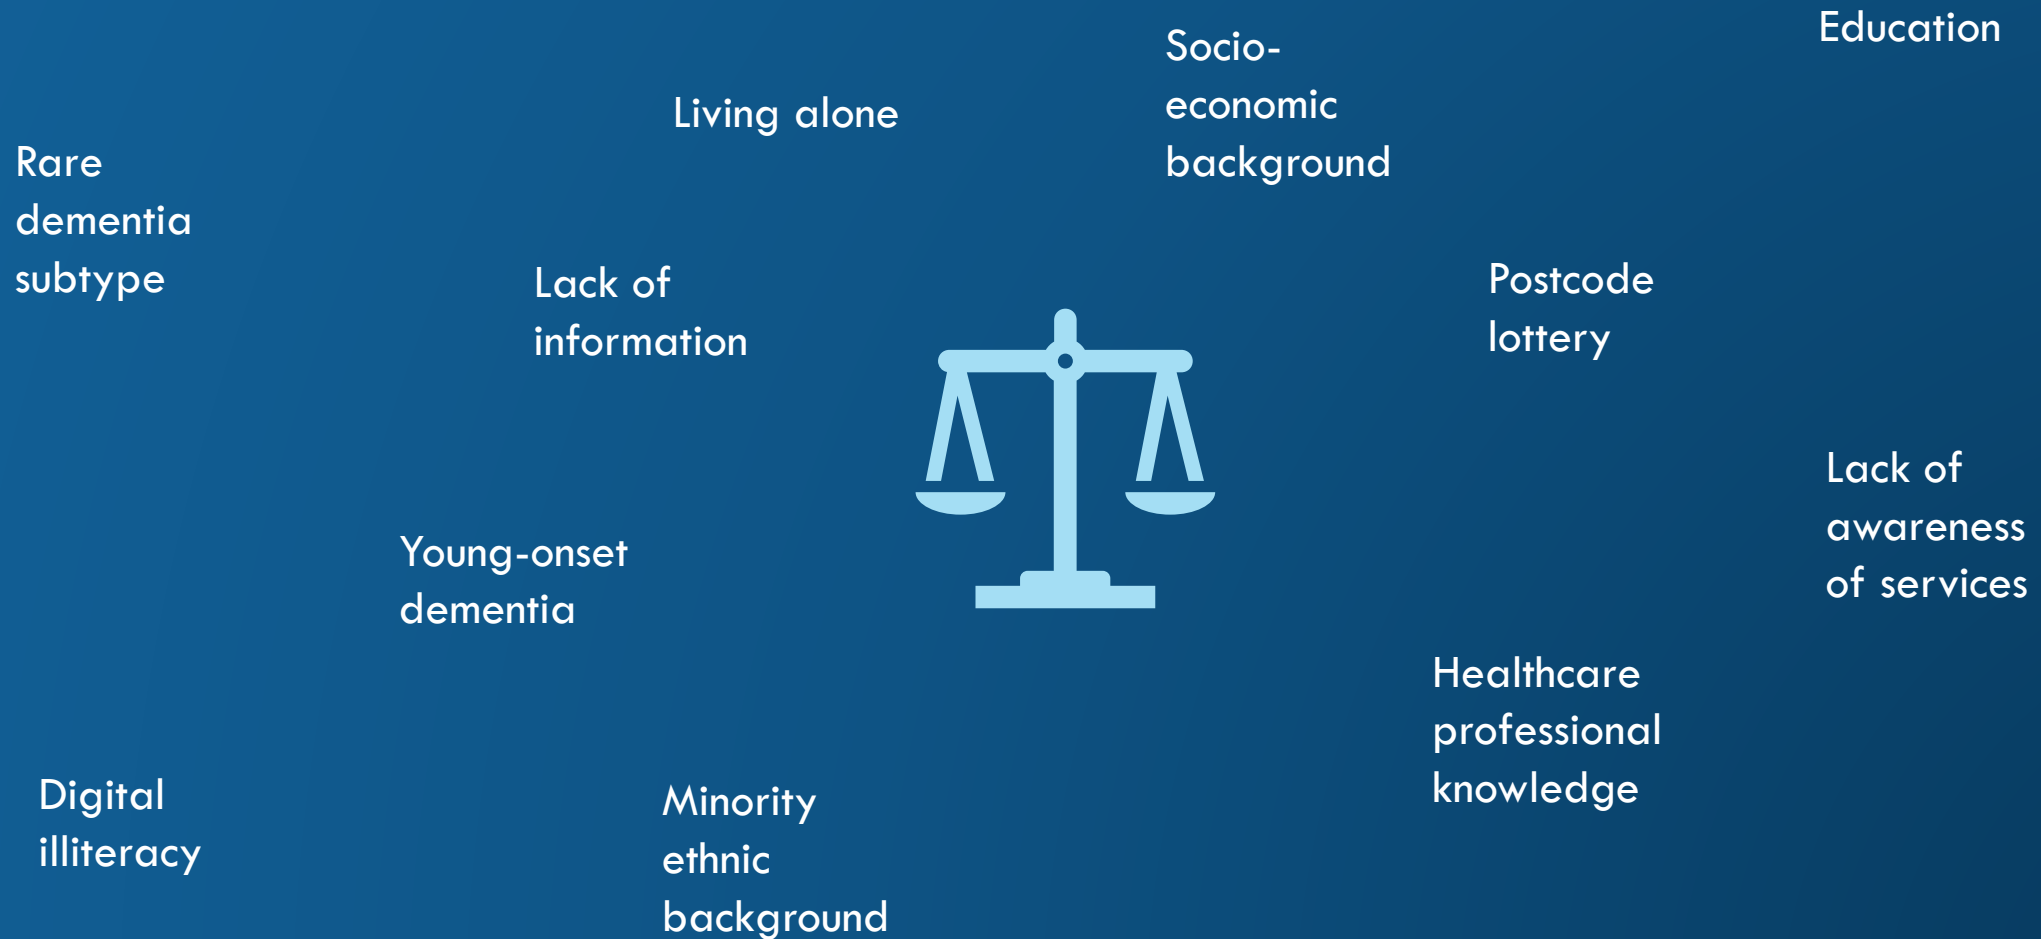 Education
Socio-
economic
background
Living alone
Rare
dementia
subtype
Lack of
information
Postcode
lottery
Lack of
awareness
of services
Young-onset
dementia
Healthcare
professional
knowledge
Digital
illiteracy
Minority
ethnic
background